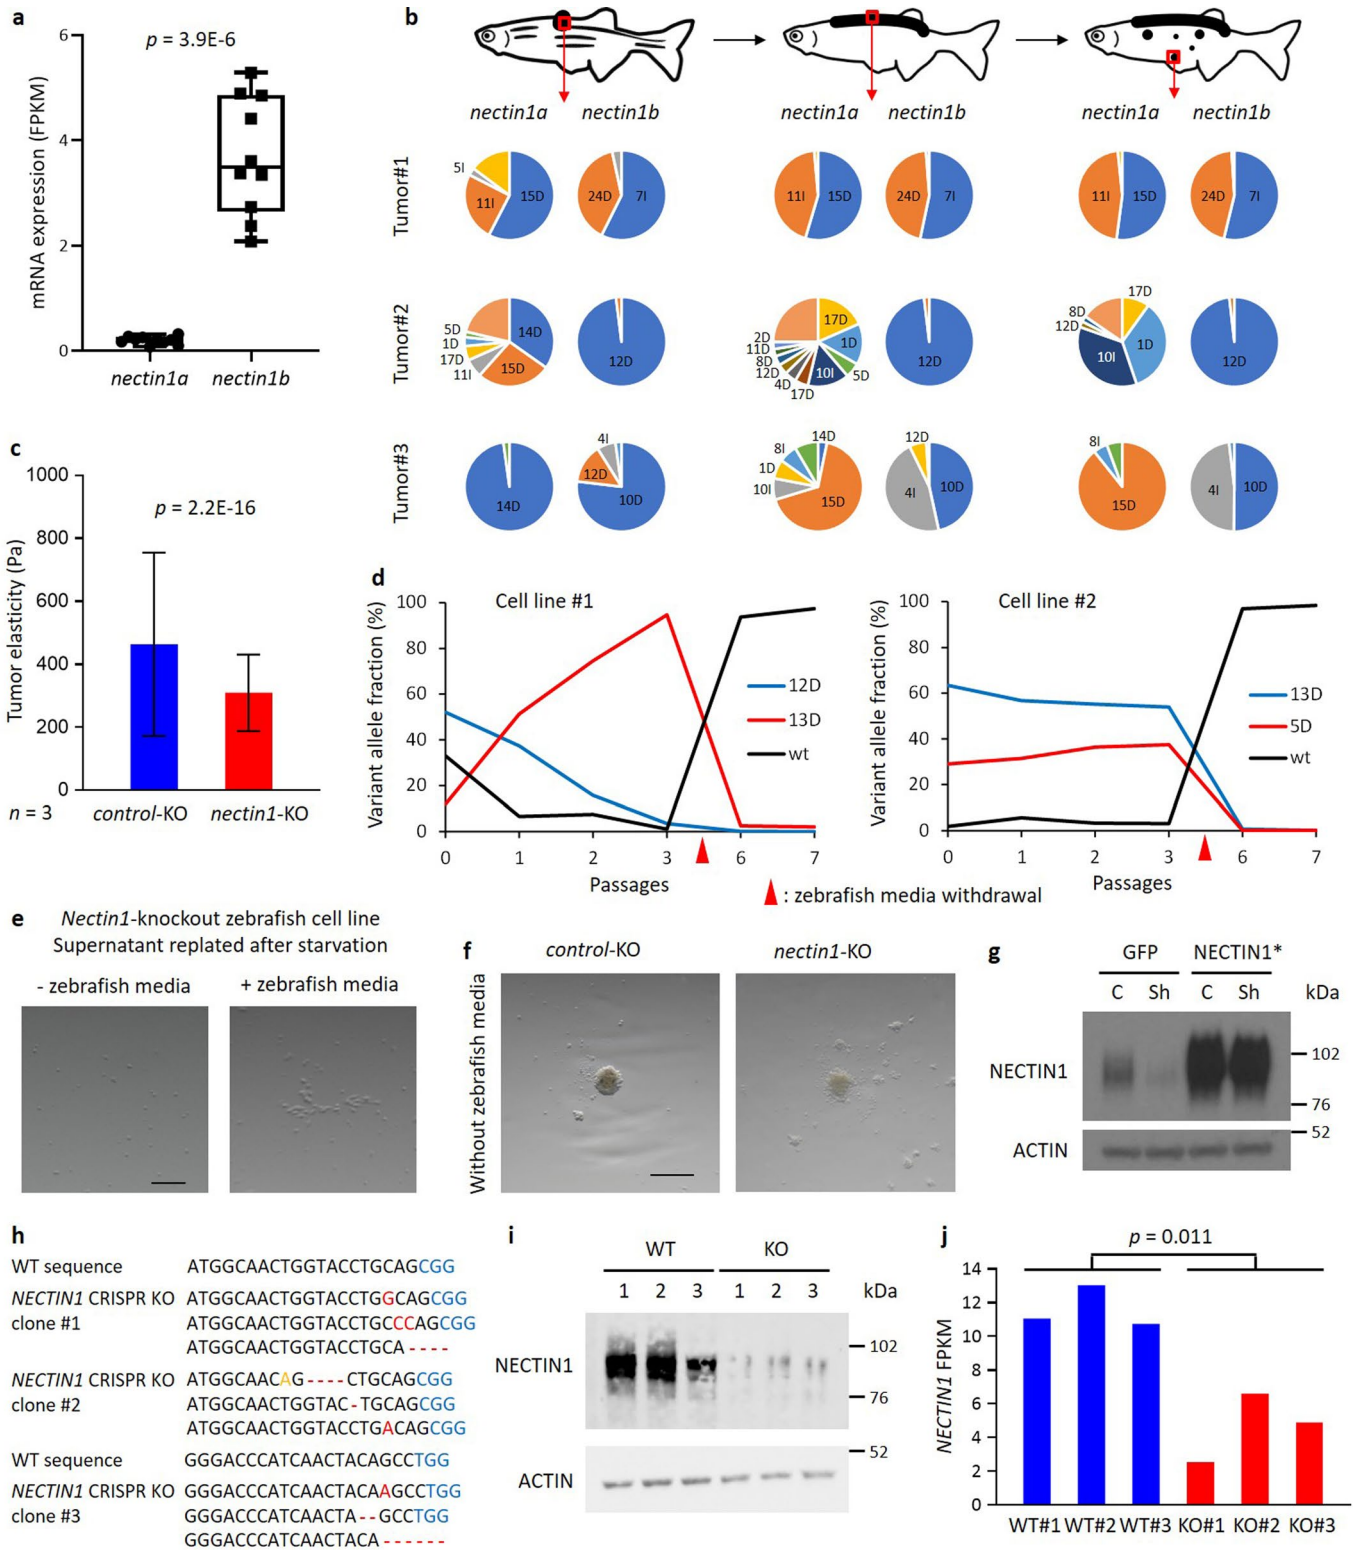 a
p = 3.9E-6
mRNA expression (FPKM)
6
4
2
0
nectin1a nectin1b
b
nectin1a nectin1b
nectin1a nectin1b
nectin1a nectin1b
Tumor#1
5I 11I 15D
24D 7I
11I 15D
24D 7I
11I 15D
24D 7I
Tumor#2
5D 1D 17D 11I 15D 14D
12D
2D 11D 8D 12D 4D 17D 10I 5D 1D 17D
12D
8D 12D 10I 1D 17D
12D
Tumor#3
14D
4I 12D 10D
8I 1D 10I 15D 14D
12D 4I 10D
8I 15D
4I 10D
c
p = 2.2E-16
Tumor elasticity (Pa)
1000
800
600
400
200
0
n = 3 control-KO nectin1-KO
d
Cell line #1
Variant allele fraction (%)
100
80
60
40
20
0
12D
13D
wt
0 1 2 3 6 7
Passages
Cell line #2
Variant allele fraction (%)
100
80
60
40
20
0
13D
5D
wt
0 1 2 3 6 7
Passages
: zebrafish media withdrawal
e
Nectin1-knockout zebrafish cell line
Supernatant replated after starvation
- zebrafish media + zebrafish media
f
control-KO nectin1-KO
Without zebrafish media
g
GFP NECTIN1*
C Sh C Sh kDa
NECTIN1
102
76
52
ACTIN
h
WT sequence ATGGCAACTGGTACCTGCAGCGG
NECTIN1 CRISPR KO ATGGCAACTGGTACCTGGCAGCGG
clone #1 ATGGCAACTGGTACCTGCCCAGCGG
ATGGCAACTGGTACCTGCA ----
NECTIN1 CRISPR KO ATGGCAACAG----CTGCAGCGG
clone #2 ATGGCAACTGGTAC-TGCAGCGG
ATGGCAACTGGTACCTGACAGCGG
WT sequence GGGACCCATCAACTACAGCCTGG
NECTIN1 CRISPR KO GGGACCCATCAACTACAAGCCTGG
clone #3 GGGACCCATCAACTA--GCCTGG
GGGACCCATCAACTACA ------
i
WT KO
1 2 3 1 2 3 kDa
NECTIN1
102
76
52
ACTIN
j
p = 0.011
NECTIN1 FPKM
14
12
10
8
6
4
2
0
WT#1 WT#2 WT#3 KO#1 KO#2 KO#3